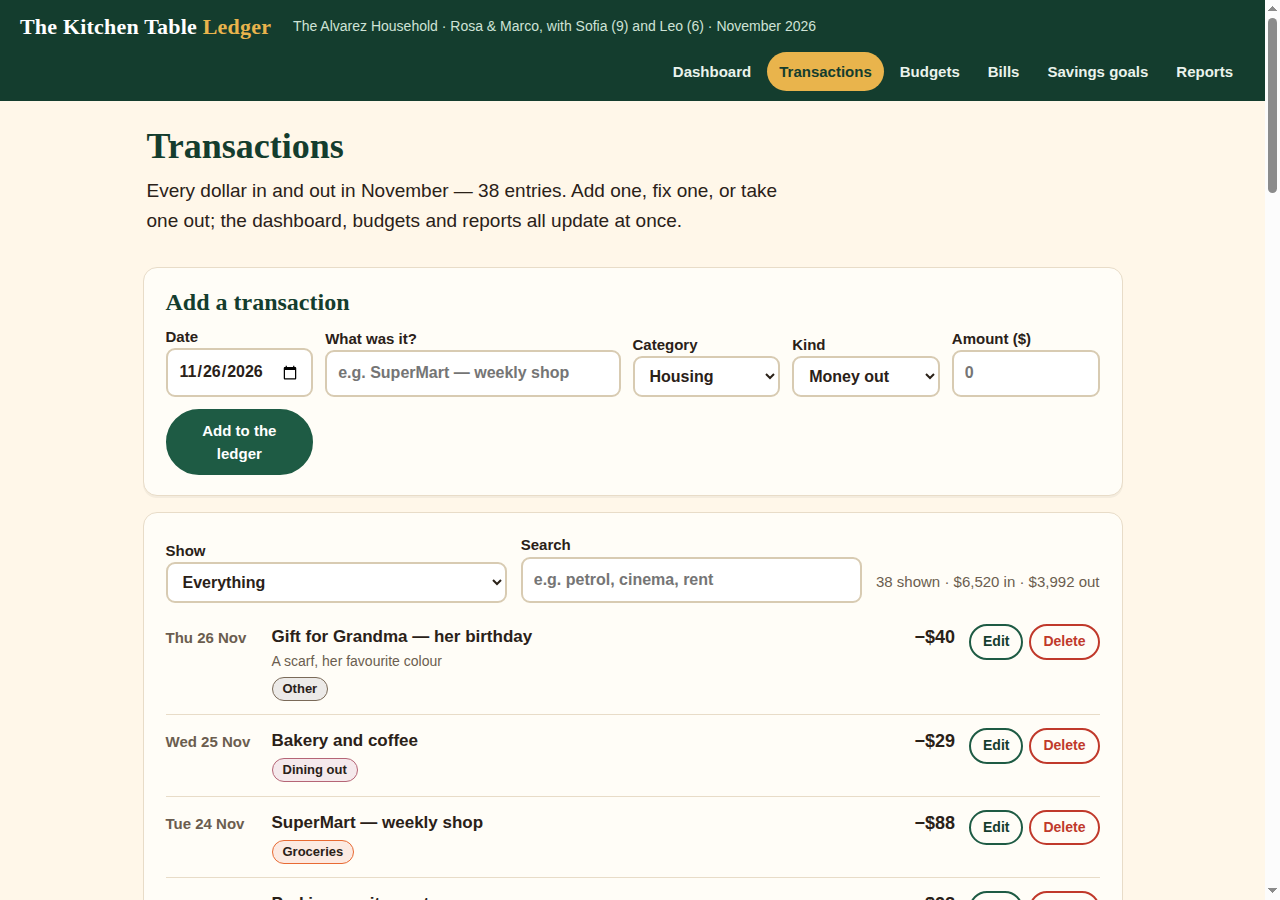 The Kitchen Table Ledger
The Alvarez Household · Rosa & Marco, with Sofia (9) and Leo (6) · November 2026
Dashboard Transactions Budgets Bills Savings goals Reports
Transactions
Every dollar in and out in November — 38 entries. Add one, fix one, or take
one out; the dashboard, budgets and reports all update at once.
Add a transaction
Date What was it? Category Kind Amount ($)
11/26/2026 e.g. SuperMart — weekly shop Housing Money out 0
Add to the
ledger
Show Search
Everything e.g. petrol, cinema, rent 38 shown · $6,520 in · $3,992 out
Thu 26 Nov Gift for Grandma — her birthday −$40 Edit Delete
A scarf, her favourite colour
Other
Wed 25 Nov Bakery and coffee −$29 Edit Delete
Dining out
Tue 24 Nov SuperMart — weekly shop −$88 Edit Delete
Groceries